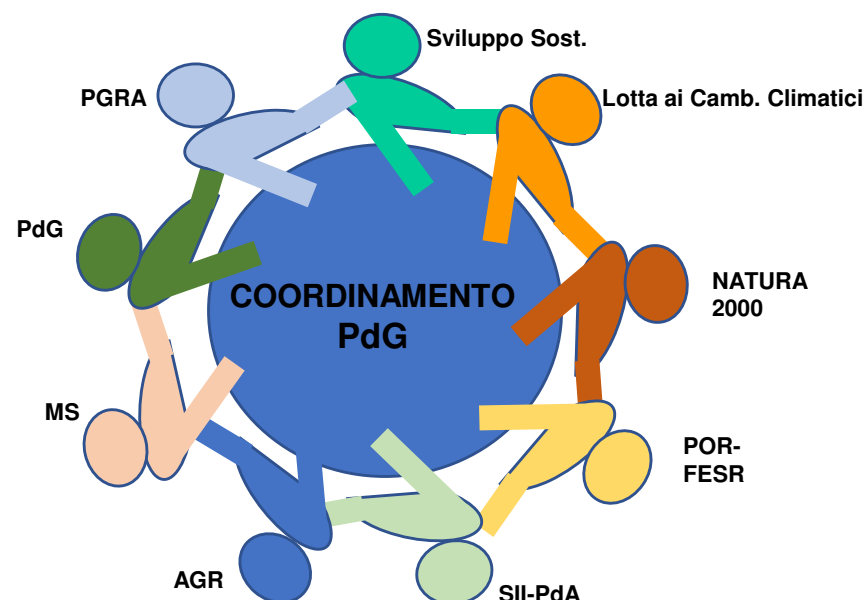 Sviluppo Sost.
PGRA
Lotta ai Camb. Climatici
PdG
NATURA
2000
COORDINAMENTO
PdG
MS
POR-
FESR
AGR
SII-PdA